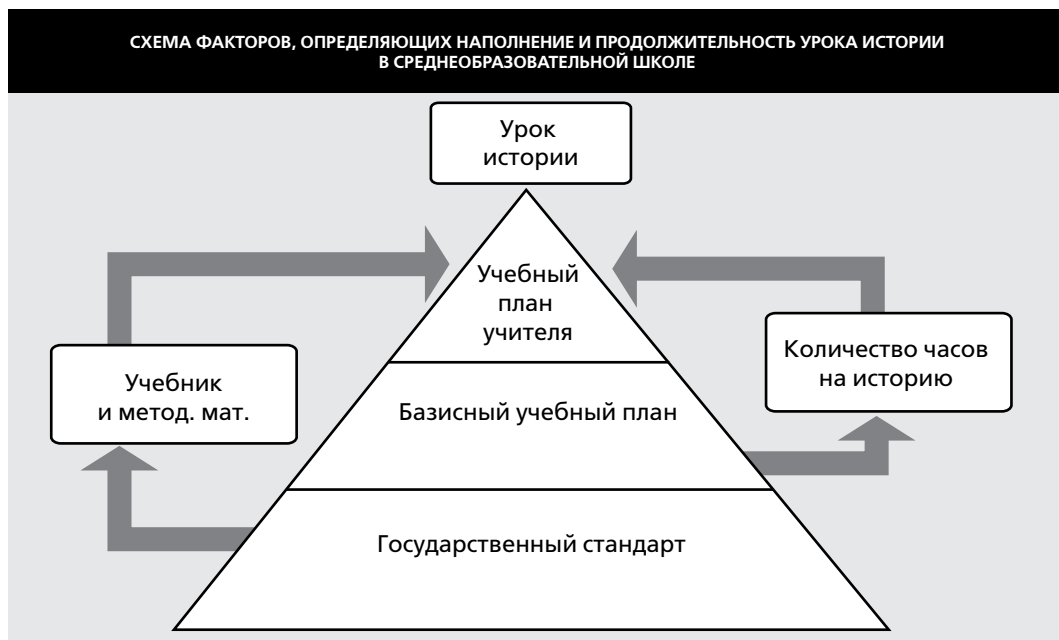 СХЕМА ФАКТОРОВ, ОПРЕДЕЛЯЮЩИХ НАПОЛНЕНИЕ И ПРОДОЛЖИТЕЛЬНОСТЬ УРОКА ИСТОРИИ
В СРЕДНЕОБРАЗОВАТЕЛЬНОЙ ШКОЛЕ
Урок
истории
Учебный
план
учителя
Учебник
и метод. мат.
Количество часов
на историю
Базисный учебный план
Государственный стандарт